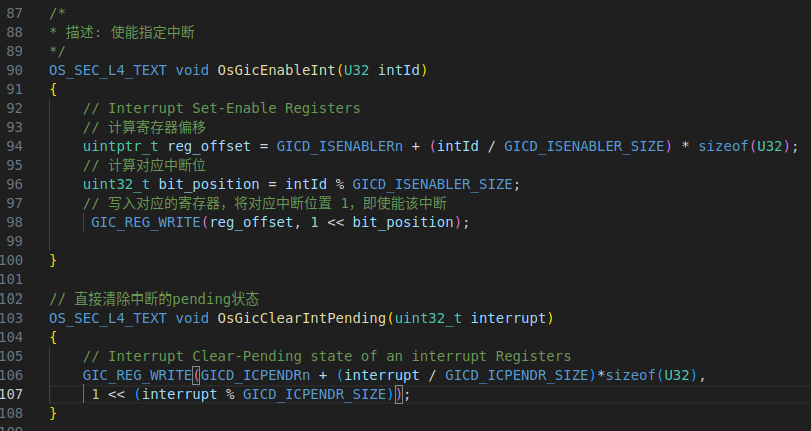 87 /*
88 * 描述: 使能指定中断
89 */
90 OS_SEC_L4_TEXT void OsGicEnableInt(U32 intId)
91 {
92     // Interrupt Set-Enable Registers
93     // 计算寄存器偏移
94     uintptr_t reg_offset = GICD_ISENABLERn + (intId / GICD_ISENABLER_SIZE) * sizeof(U32);
95     // 计算对应中断位
96     uint32_t bit_position = intId % GICD_ISENABLER_SIZE;
97     // 写入对应的寄存器，将对应中断位置 1，即使能该中断
98      GIC_REG_WRITE(reg_offset, 1 << bit_position);
99
100 }
101
102 // 直接清除中断的pending状态
103 OS_SEC_L4_TEXT void OsGicClearIntPending(uint32_t interrupt)
104 {
105     // Interrupt Clear-Pending state of an interrupt Registers
106     GIC_REG_WRITE(GICD_ICPENDRn + (interrupt / GICD_ICPENDR_SIZE)*sizeof(U32),
107      1 << (interrupt % GICD_ICPENDR_SIZE));
108 }